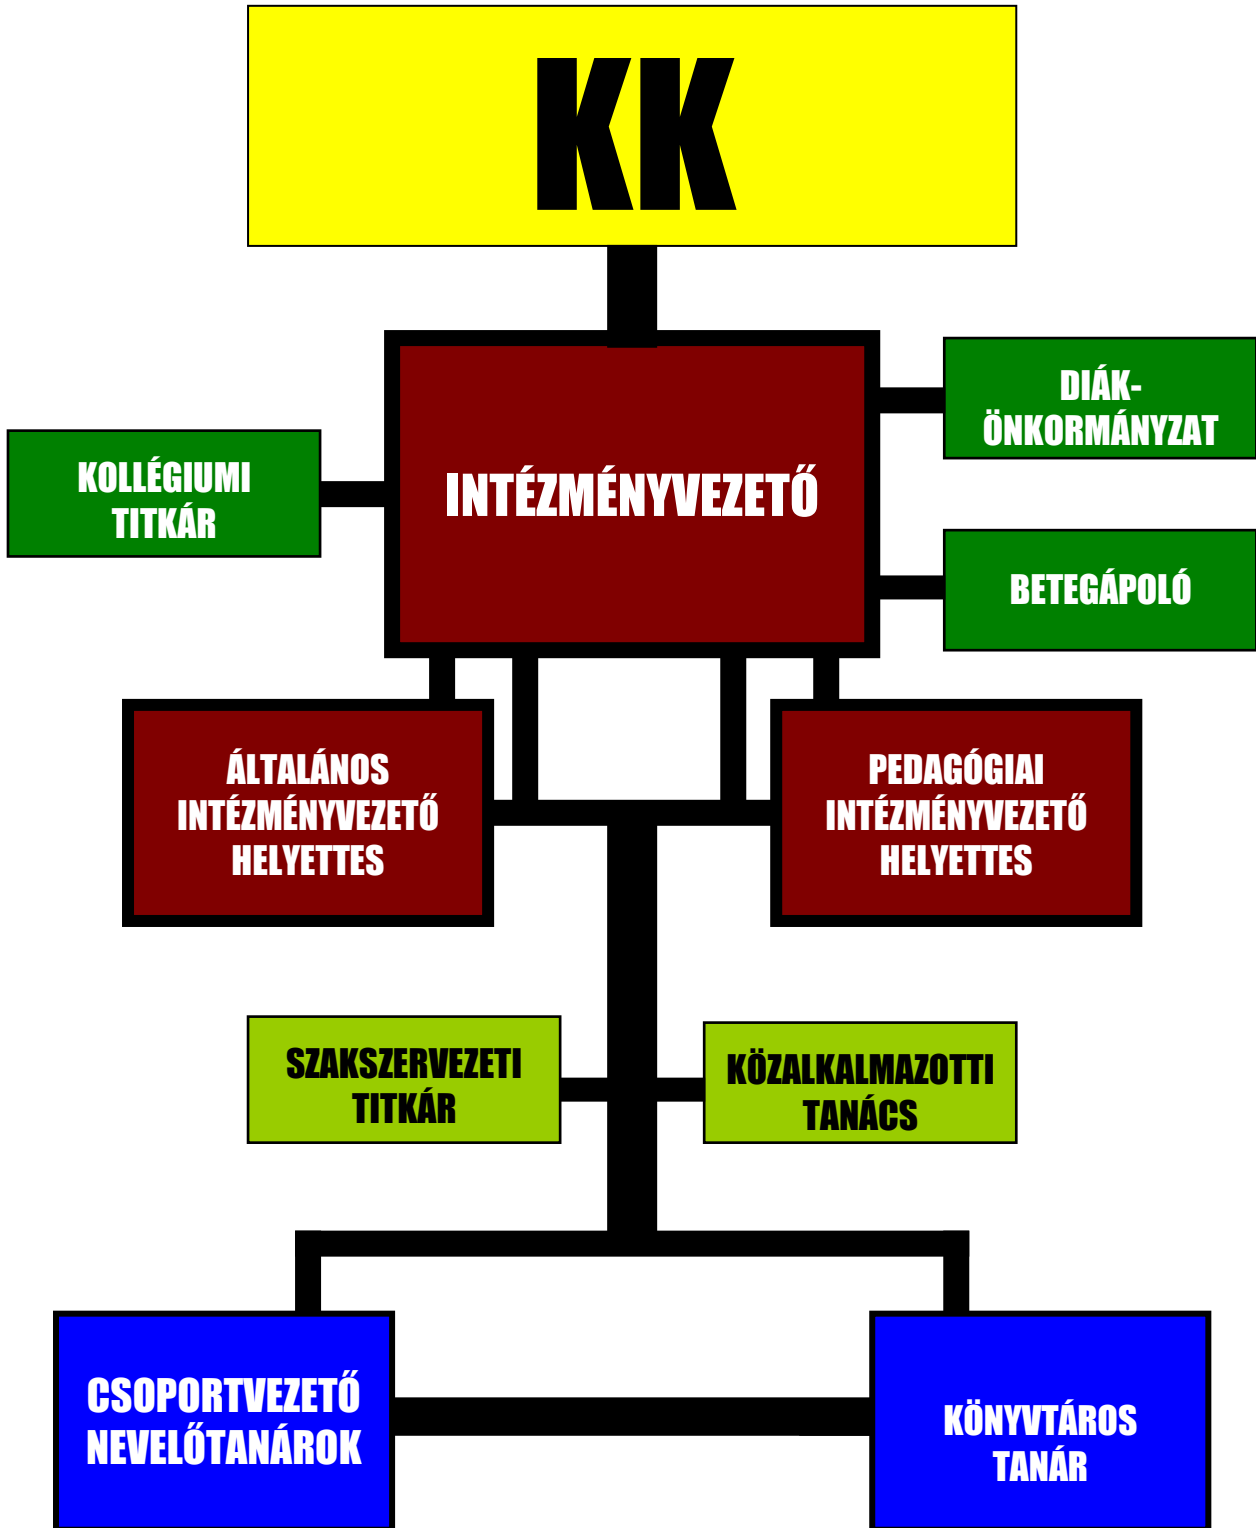 KK
DIÁK-
ÖNKORMÁNYZAT
KOLLÉGIUMI
TITKÁR
INTÉZMÉNYVEZETŐ
BETEGÁPOLÓ
ÁLTALÁNOS
INTÉZMÉNYVEZETŐ
HELYETTES
PEDAGÓGIAI
INTÉZMÉNYVEZETŐ
HELYETTES
SZAKSZERVEZETI
TITKÁR
KÖZALKALMAZOTTI
TANÁCS
CSOPORTVEZETŐ
NEVELŐTANÁROK
KÖNYVTÁROS
TANÁR